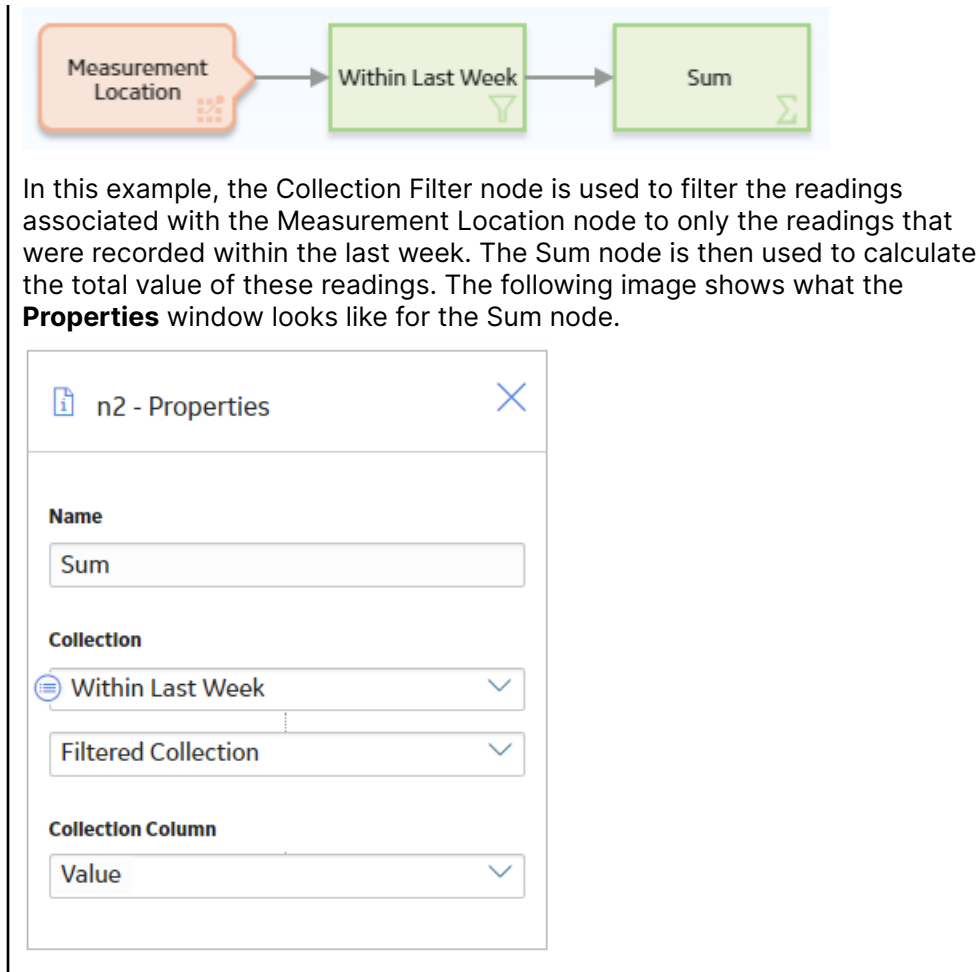 Measurement
Location
Within Last Week
Sum
In this example, the Collection Filter node is used to filter the readings
associated with the Measurement Location node to only the readings that
were recorded within the last week. The Sum node is then used to calculate
the total value of these readings. The following image shows what the
Properties window looks like for the Sum node.
n2 - Properties
Name
Sum
Collection
Within Last Week
Filtered Collection
Collection Column
Value